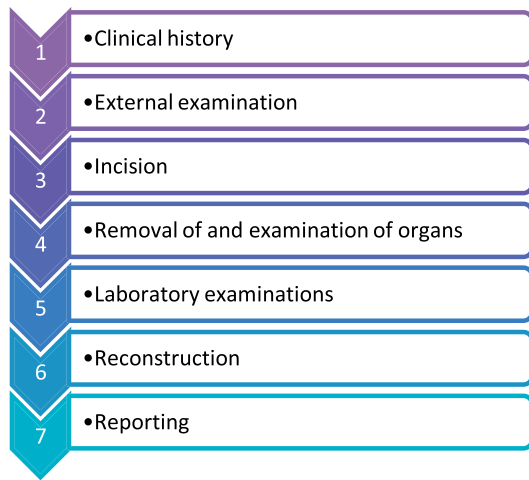 1 •Clinical history
2 •External examination
3 •Incision
4 •Removal of and examination of organs
5 •Laboratory examinations
6 •Reconstruction
7 •Reporting